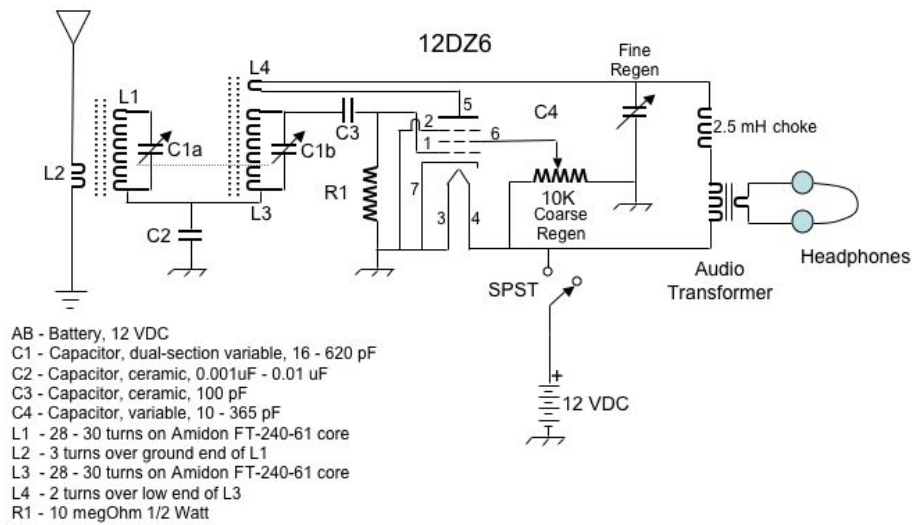 12DZ6
Fine
Regen
L4
L1
5
C4
2
6
C3
1
2.5 mH choke
C1a
C1b
L2
R1
7
10K
Coarse
Regen
3
4
L3
C2
Headphones
SPST
Audio
Transformer
AB - Battery, 12 VDC
C1 - Capacitor, dual-section variable, 16 - 620 pF
C2 - Capacitor, ceramic, 0.001uF - 0.01 uF
C3 - Capacitor, ceramic, 100 pF
C4 - Capacitor, variable, 10 - 365 pF
L1 - 28 - 30 turns on Amidon FT-240-61 core
L2 - 3 turns over ground end of L1
L3 - 28 - 30 turns on Amidon FT-240-61 core
L4 - 2 turns over low end of L3
R1 - 10 megOhm 1/2 Watt
+
12 VDC